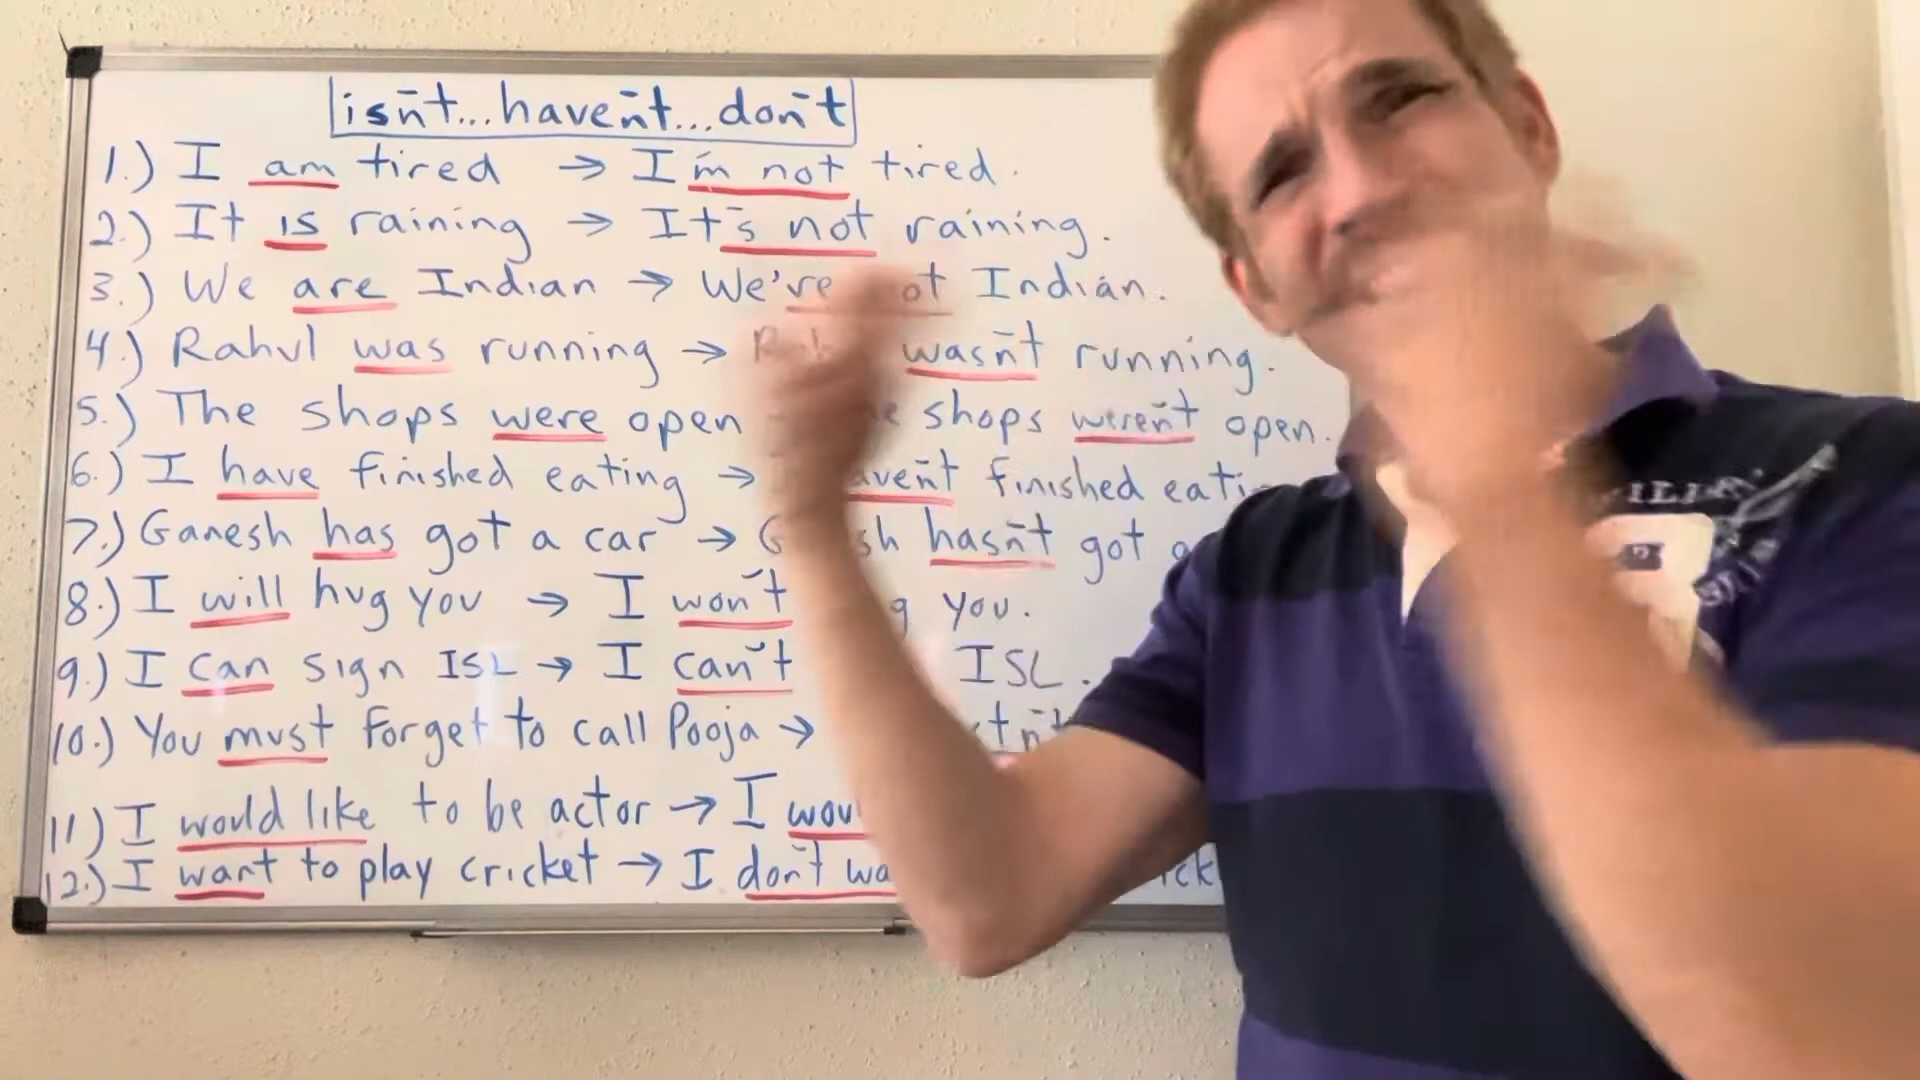 isn't...haven't...don't
1.) I am tired → I'm not tired.
2.) It is raining → It's not raining.
3.) We are Indian → We're Indian.
4.) Rahul was running → wasn't running.
5.) The shops were open shops weren't open.
6.) I have finished eating → finished
7.) Ganesh has got a car → hasn't got
8.) I will hug you → I won't you.
9.) I can sign ISL → I can't ISL.
10.) You must forget to call Pooja →
11) I would like to be actor → I
12.) I want to play cricket → I don't